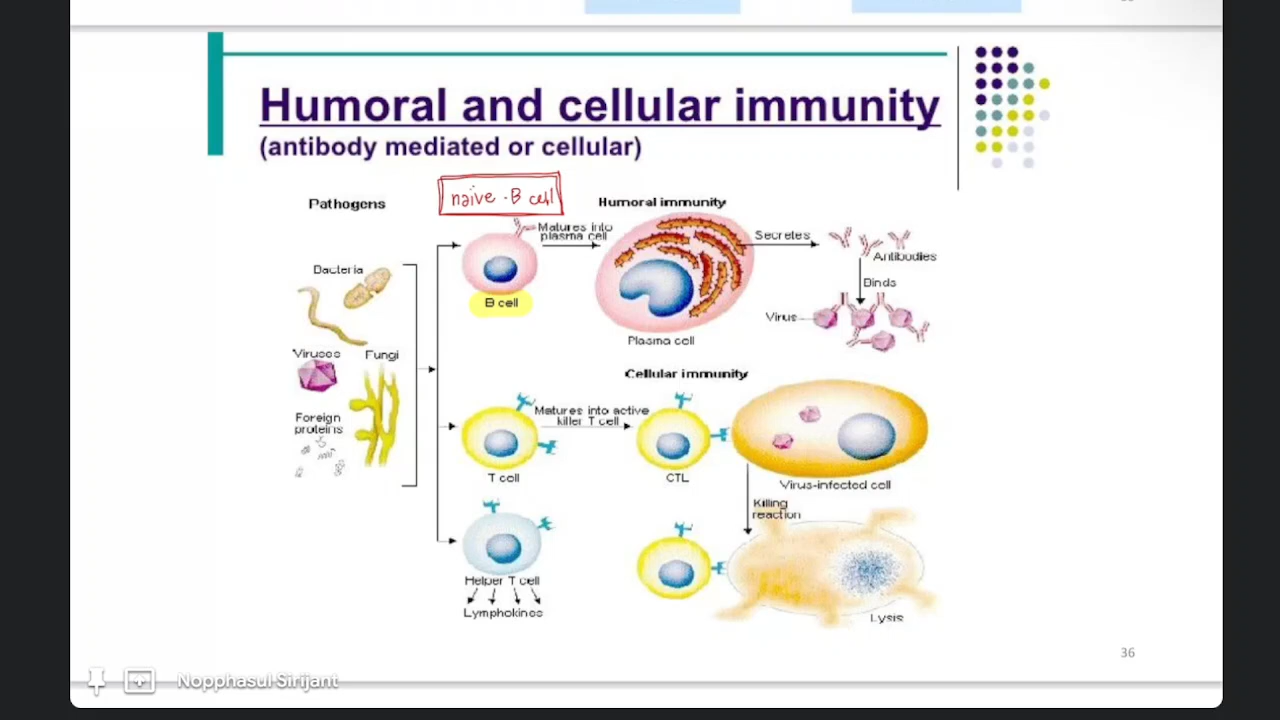 Humoral and cellular immunity
(antibody mediated or cellular)
naive B cell
Pathogens
Humoral immunity
Matures into
plasma cell
Secretes
Antibodies
Bacteria
Binds
B cell
Virus
Plasma cell
Viruses
Fungi
Cellular immunity
Foreign
proteins
Matures into active
killer T cell
T cell
CTL
Virus-infected cell
Killing
reaction
Helper T cell
Lymphokines
Lysis
36
Nopphasul Sirijant